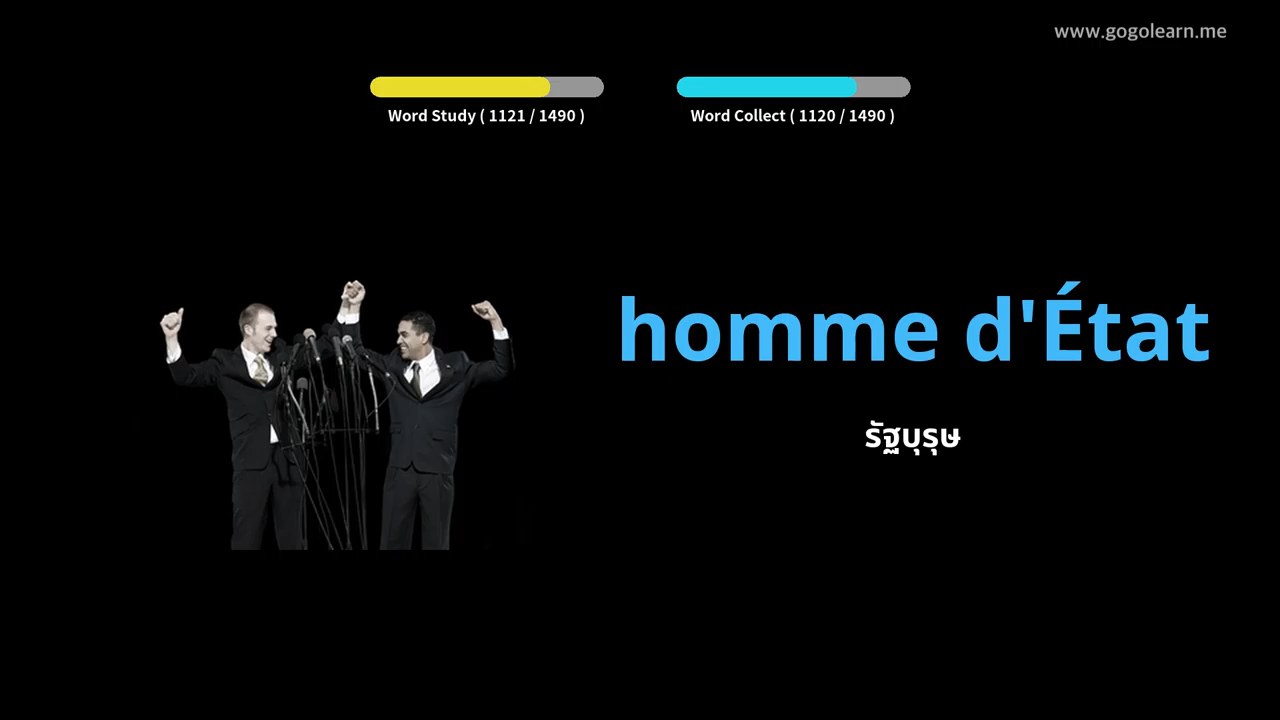 www.gogolearn.me
Word Study ( 1121 / 1490 )
Word Collect ( 1120 / 1490 )
homme d'État
รัฐบุรุษ